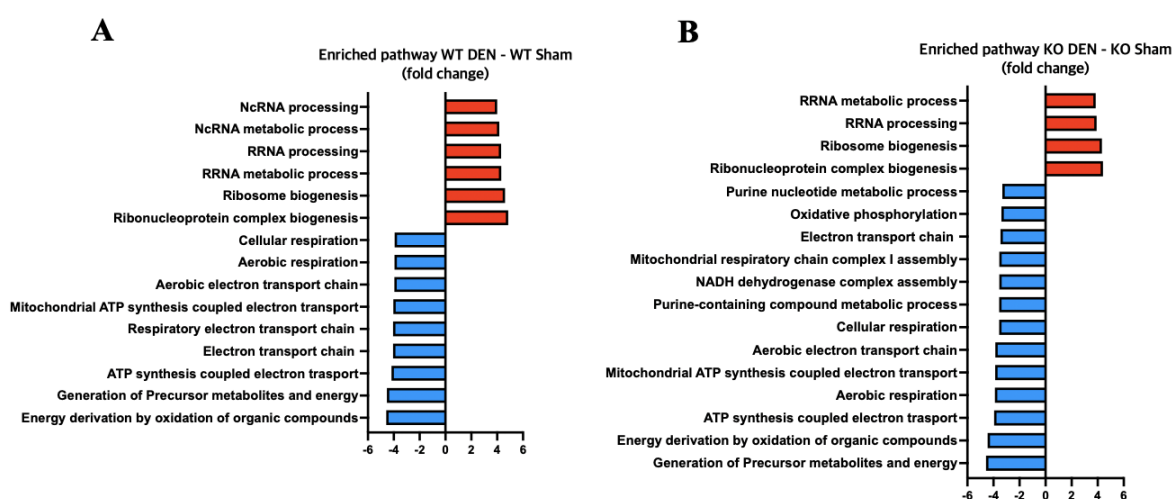 A
Enriched pathway WT DEN - WT Sham
(fold change)
NcRNA processing
NcRNA metabolic process
RRNA processing
RRNA metabolic process
Ribosome biogenesis
Ribonucleoprotein complex biogenesis
Cellular respiration
Aerobic respiration
Aerobic electron transport chain
Mitochondrial ATP synthesis coupled electron transport
Respiratory electron transport chain
Electron transport chain
ATP synthesis coupled electron trasport
Generation of Precursor metabolites and energy
Energy derivation by oxidation of organic compounds
-6 -4 -2 0 2 4 6
B
Enriched pathway KO DEN - KO Sham
(fold change)
RRNA metabolic process
RRNA processing
Ribosome biogenesis
Ribonucleoprotein complex biogenesis
Purine nucleotide metabolic process
Oxidative phosphorylation
Electron transport chain
Mitochondrial respiratory chain complex I assembly
NADH dehydrogenase complex assembly
Purine-containing compound metabolic process
Cellular respiration
Aerobic electron transport chain
Mitochondrial ATP synthesis coupled electron transport
Aerobic respiration
ATP synthesis coupled electron trasport
Energy derivation by oxidation of organic compounds
Generation of Precursor metabolites and energy
-6 -4 -2 0 2 4 6